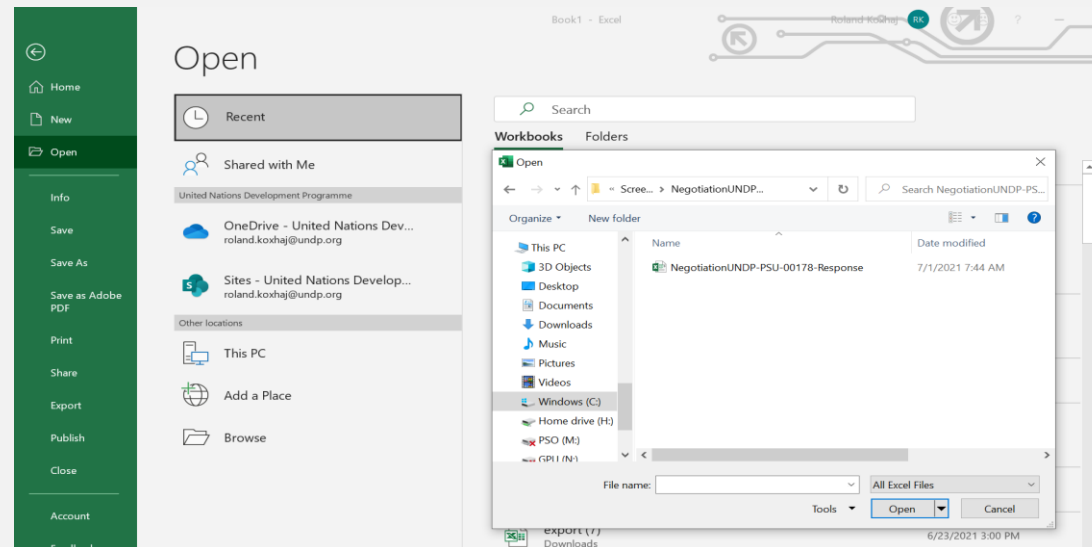 Book1 - Excel
Roland Koxhaj RK ?
Open
Home
New
Open
Info
Save
Save As
Save as Adobe
PDF
Print
Share
Export
Publish
Close
Account
Recent
Shared with Me
United Nations Development Programme
OneDrive - United Nations Dev...
roland.koxhaj@undp.org
Sites - United Nations Develop...
roland.koxhaj@undp.org
Other locations
This PC
Add a Place
Browse
Search
Workbooks Folders
Open
« Scree... > NegotiationUNDP...
Search NegotiationUNDP-PS...
Organize New folder
This PC
3D Objects
Desktop
Documents
Downloads
Music
Pictures
Videos
Windows (C:)
Home drive (H:)
PSO (M:)
GPU (N:)
Name Date modified
NegotiationUNDP-PSU-00178-Response 7/1/2021 7:44 AM
File name:
All Excel Files
Tools Open Cancel
export (7)
Downloads
6/23/2021 3:00 PM